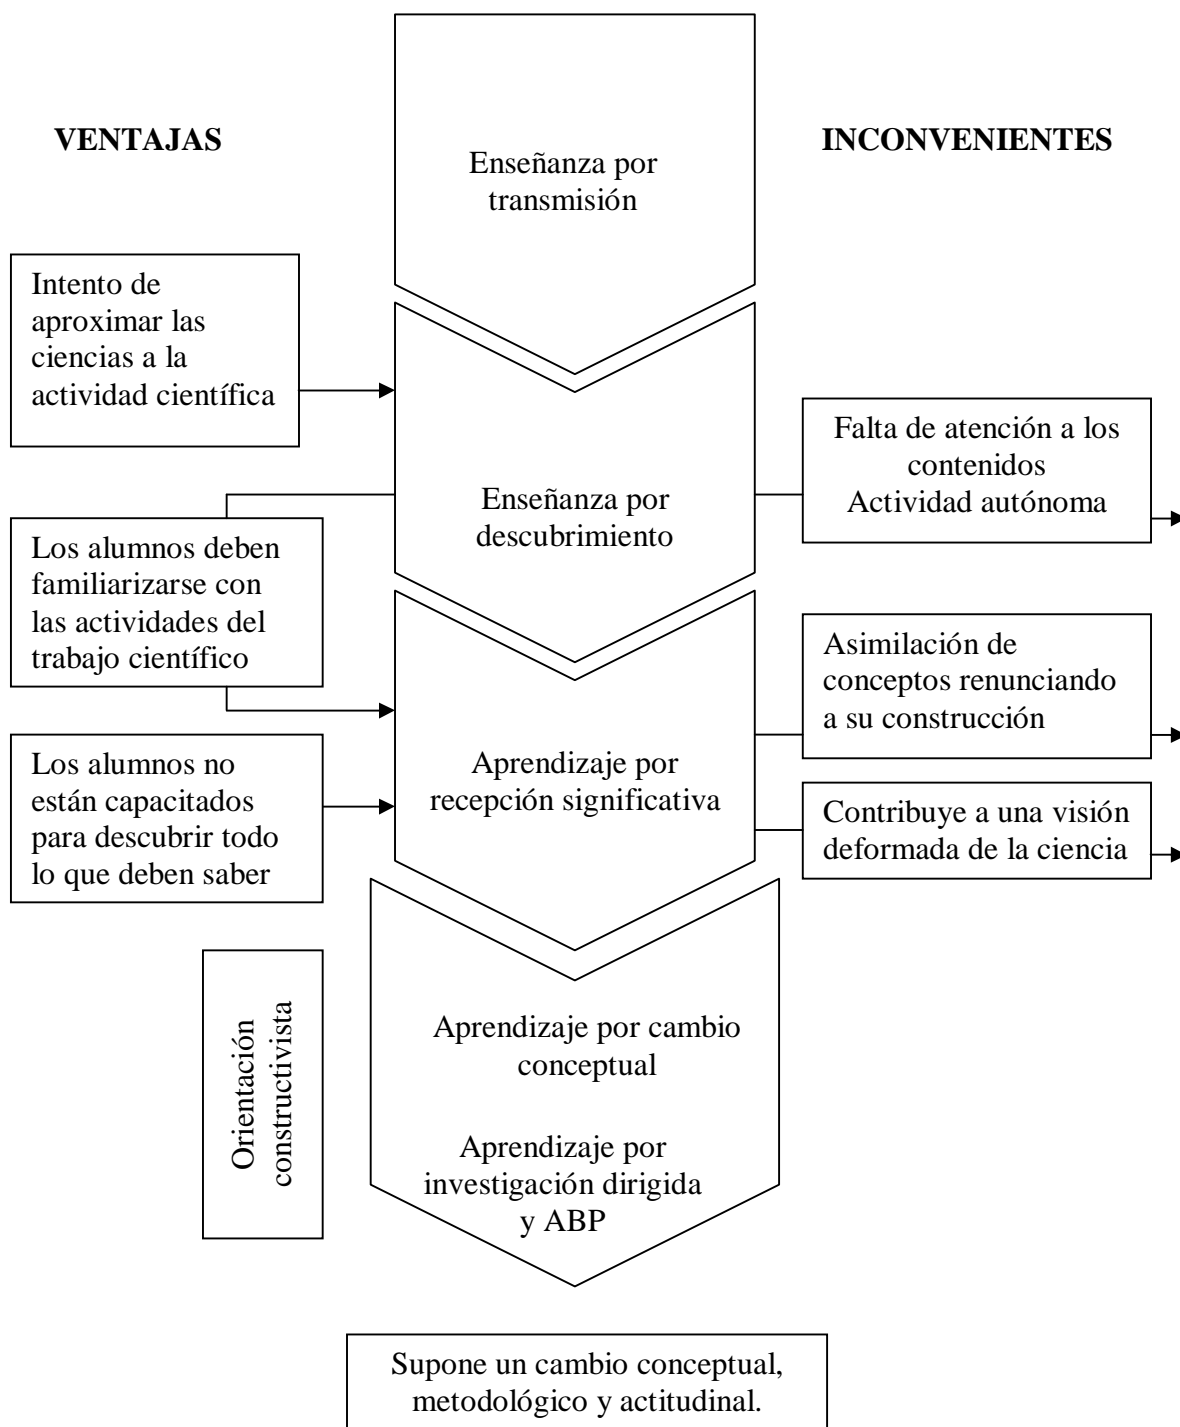 VENTAJAS
INCONVENIENTES
Enseñanza por
transmisión
Intento de
aproximar las
ciencias a la
actividad científica
Falta de atención a los
contenidos
Actividad autónoma
Enseñanza por
descubrimiento
Los alumnos deben
familiarizarse con
las actividades del
trabajo científico
Asimilación de
conceptos renunciando
a su construcción
Aprendizaje por
recepción significativa
Los alumnos no
están capacitados
para descubrir todo
lo que deben saber
Contribuye a una visión
deformada de la ciencia
Orientación
constructivista
Aprendizaje por cambio
conceptual
Aprendizaje por
investigación dirigida
y ABP
Supone un cambio conceptual,
metodológico y actitudinal.